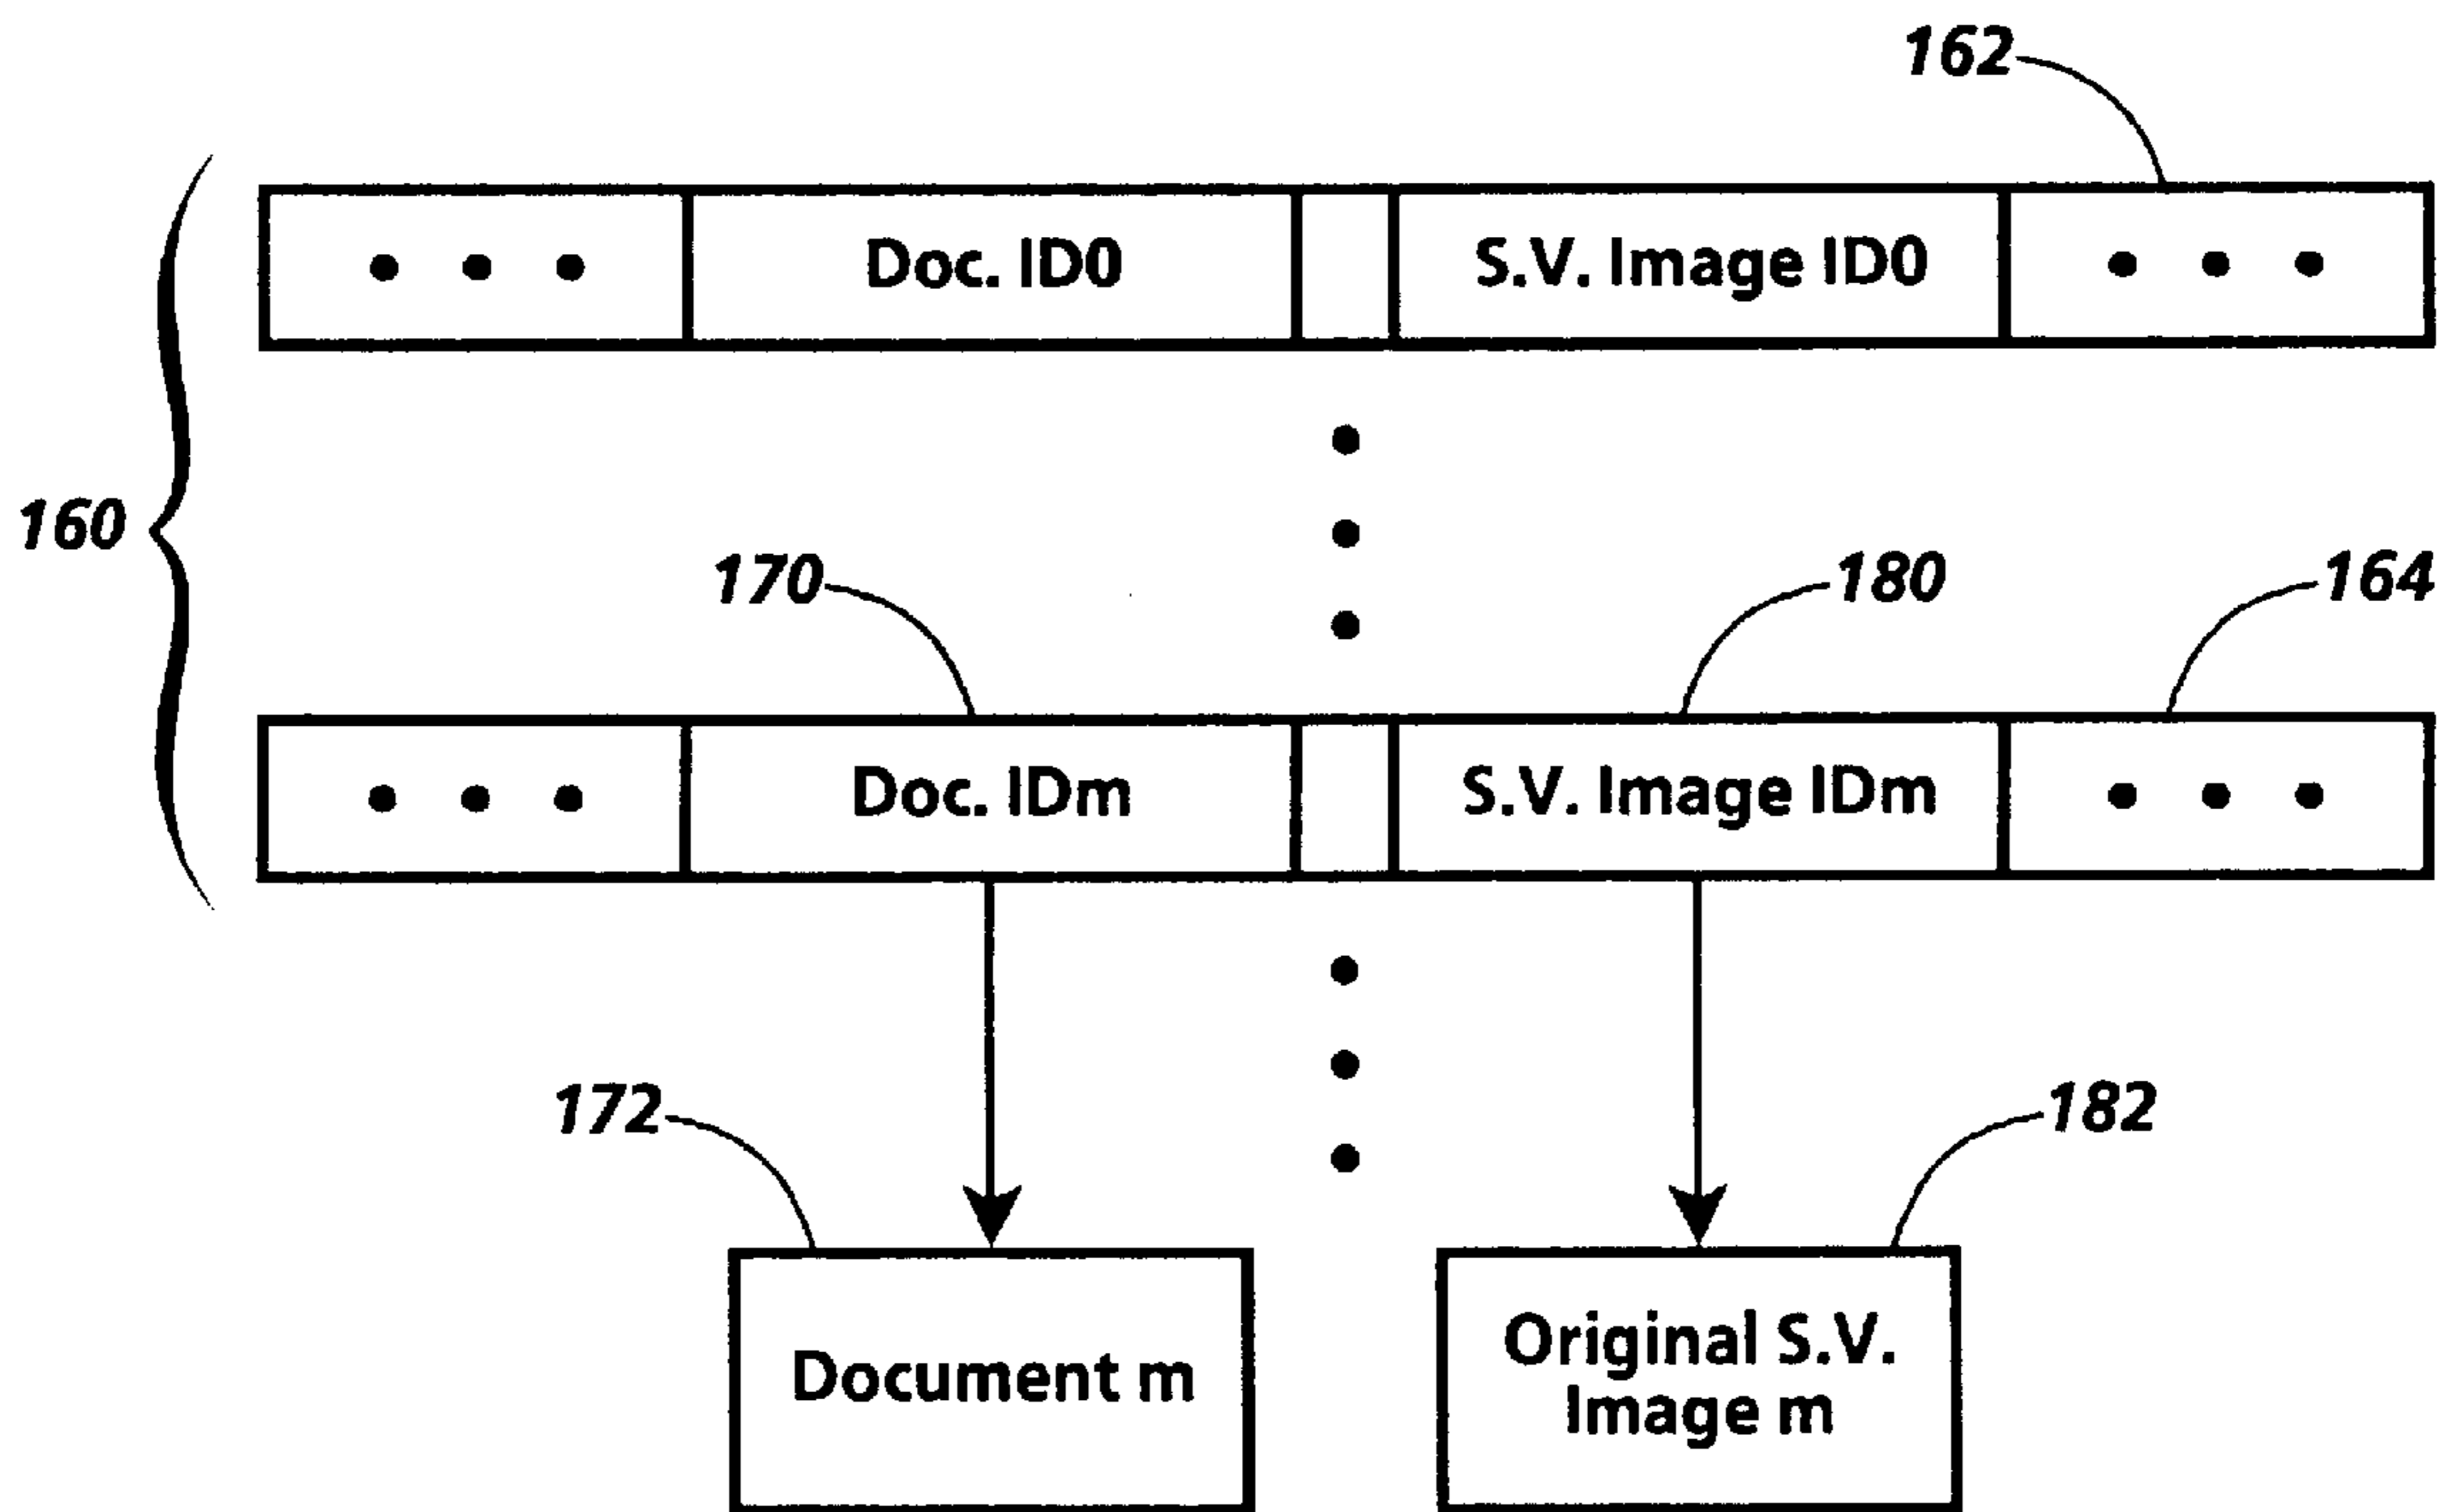 162
Doc. ID0 S.V. Image ID0
160
170 180 164
Doc. IDm S.V. Image IDm
172 182
Document m
Original S.V.
Image m